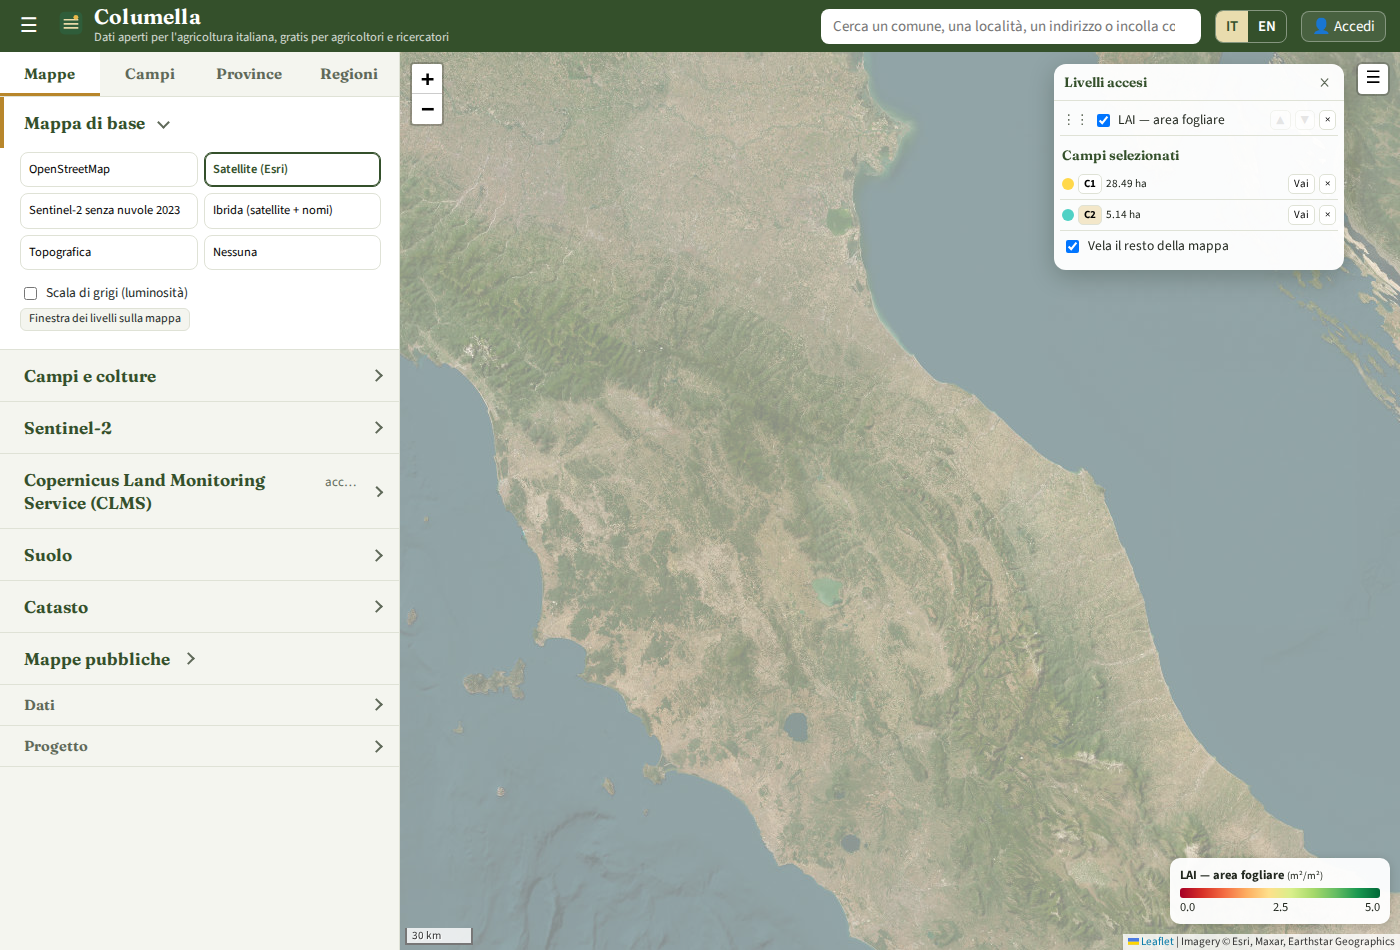 Columella
Dati aperti per l'agricoltura italiana, gratis per agricoltori e ricercatori
Cerca un comune, una località, un indirizzo o incolla cc
IT EN
Accedi
Mappe Campi Province Regioni
Mappa di base
OpenStreetMap
Satellite (Esri)
Sentinel-2 senza nuvole 2023
Ibrida (satellite + nomi)
Topografica
Nessuna
Scala di grigi (luminosità)
Finestra dei livelli sulla mappa
Campi e colture
Sentinel-2
Copernicus Land Monitoring
Service (CLMS)
acc…
Suolo
Catasto
Mappe pubbliche
Dati
Progetto
+
−
Livelli accesi ×
LAI — area fogliare ▲ ▼ ×
Campi selezionati
C1 28.49 ha Vai ×
C2 5.14 ha Vai ×
Vela il resto della mappa
LAI — area fogliare (m²/m²)
0.0 2.5 5.0
30 km
Leaflet | Imagery © Esri, Maxar, Earthstar Geographics